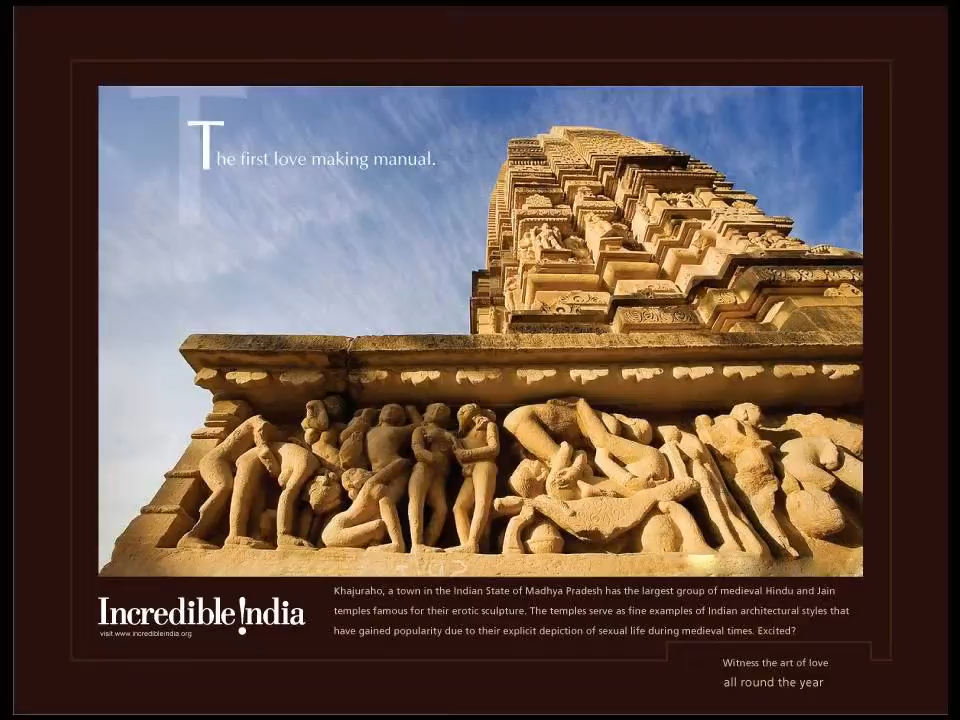 The first love making manual.
Khajuraho, a town in the Indian State of Madhya Pradesh has the largest group of medieval Hindu and Jain
temples famous for their erotic sculpture. The temples serve as fine examples of Indian architectural styles that
have gained popularity due to their explicit depiction of sexual life during medieval times. Excited?
Incredible!ndia
visit www.incredibleindia.org
Witness the art of love
all round the year